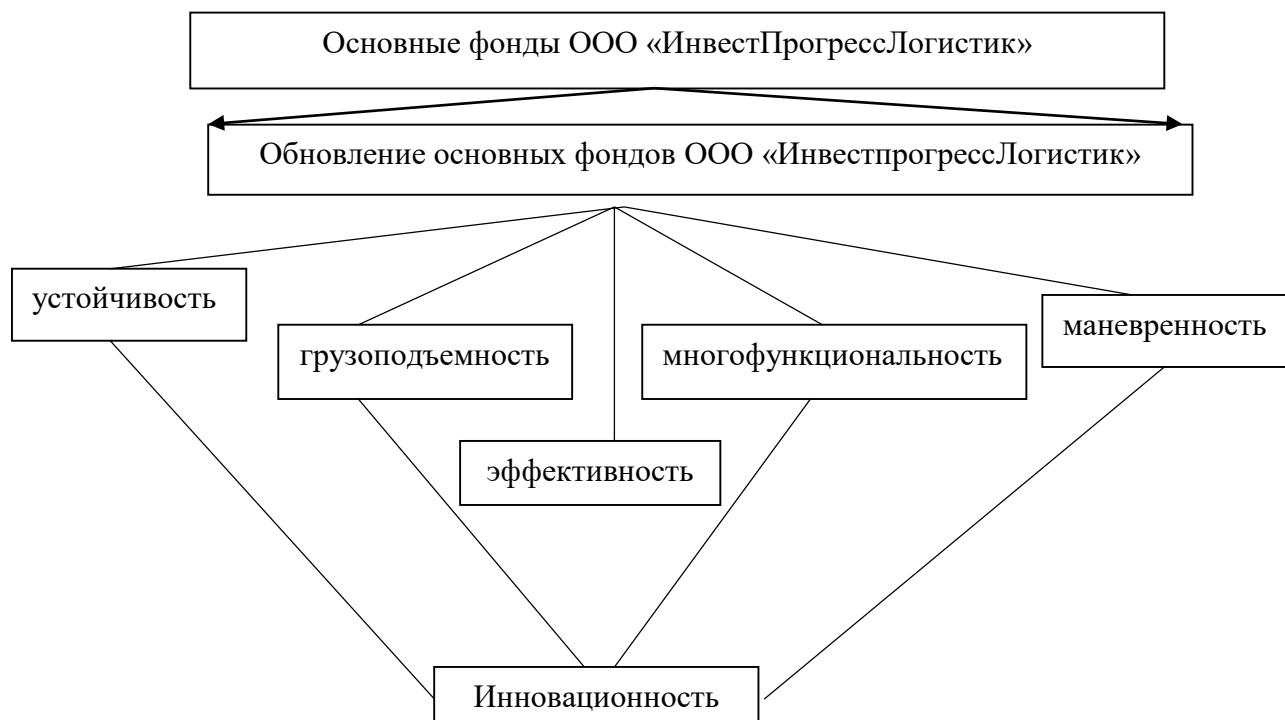 Основные фонды ООО «ИнвестПрогрессЛогистик»
Обновление основных фондов ООО «ИнвестпрогрессЛогистик»
устойчивость
маневренность
грузоподъемность
многофункциональность
эффективность
Инновационность